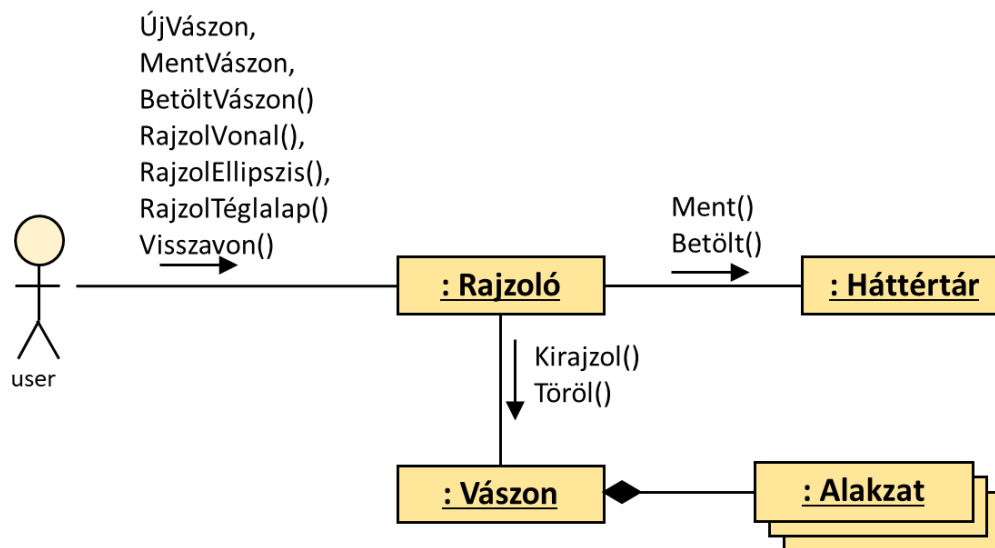 ÚjVászon,
MentVászon,
BetöltVászon()
RajzolVonal(),
RajzolEllipszis(),
RajzolTéglalap()
Visszavon()
Ment()
Betölt()
: Rajzoló
: Háttértár
user
Kirajzol()
Töröl()
: Vászon
: Alakzat